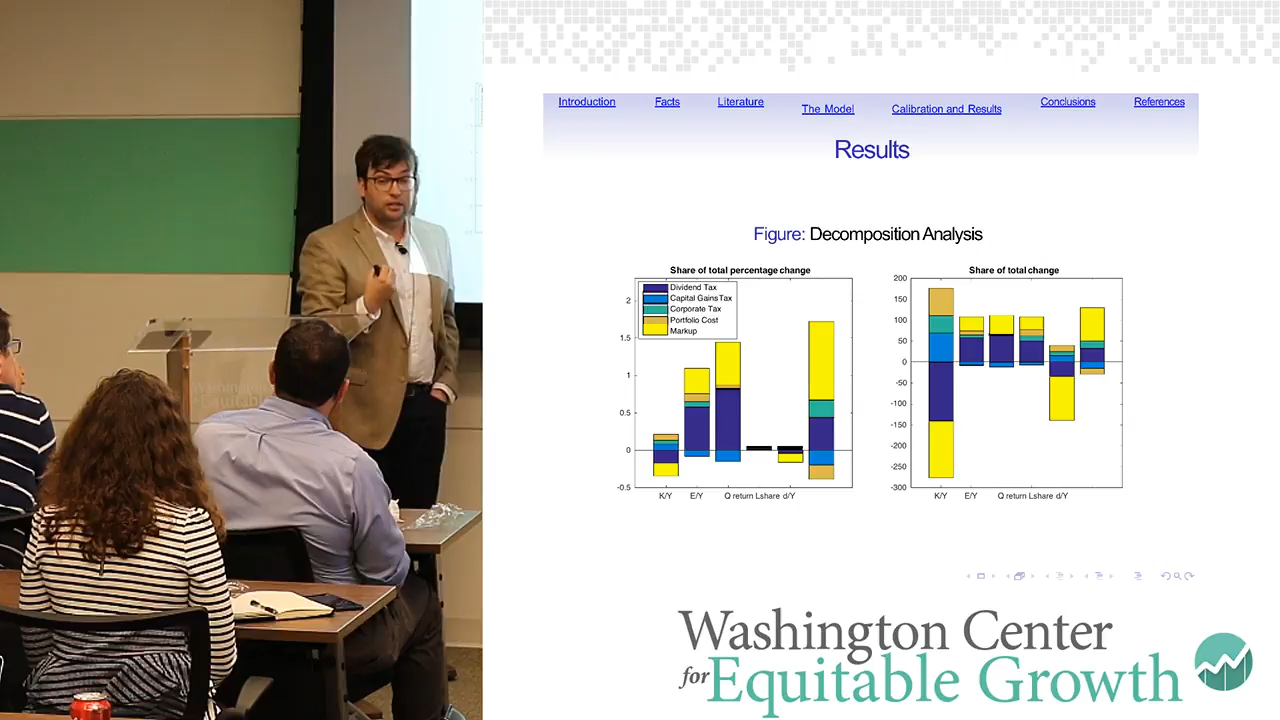 Introduction Facts Literature The Model Calibration and Results Conclusions References
Results
Figure: Decomposition Analysis
Share of total percentage change
Dividend Tax
Capital Gains Tax
Corporate Tax
Portfolio Cost
Markup
2
1.5
1
0.5
0
-0.5
K/Y E/Y Q return Lshare d/Y
Share of total change
200
150
100
50
0
-50
-100
-150
-200
-250
-300
K/Y E/Y Q return Lshare d/Y
Washington Center
for Equitable Growth